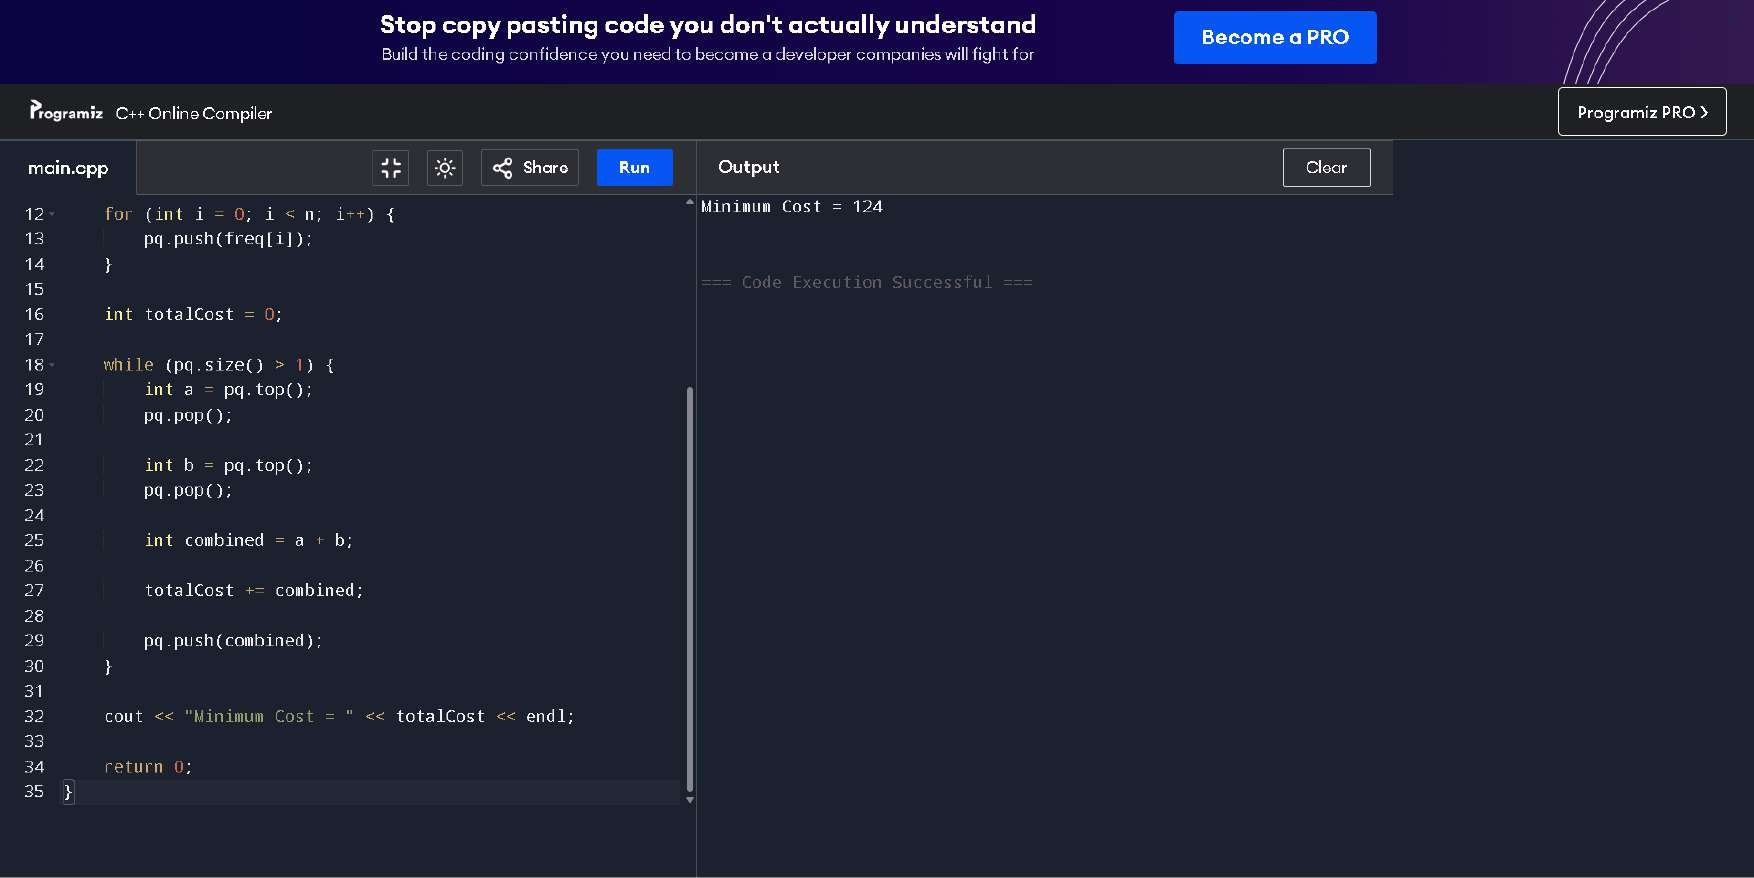 Stop copy pasting code you don't actually understand
Build the coding confidence you need to become a developer companies will fight for
Become a PRO
Programiz C++ Online Compiler
Programiz PRO
main.cpp
Share
Run
Output
Clear
12 for (int i = 0; i < n; i++) {
13 pq.push(freq[i]);
14 }
15
16 int totalCost = 0;
17
18 while (pq.size() > 1) {
19 int a = pq.top();
20 pq.pop();
21
22 int b = pq.top();
23 pq.pop();
24
25 int combined = a + b;
26
27 totalCost += combined;
28
29 pq.push(combined);
30 }
31
32 cout << "Minimum Cost = " << totalCost << endl;
33
34 return 0;
35 }
Minimum Cost = 124
=== Code Execution Successful ===